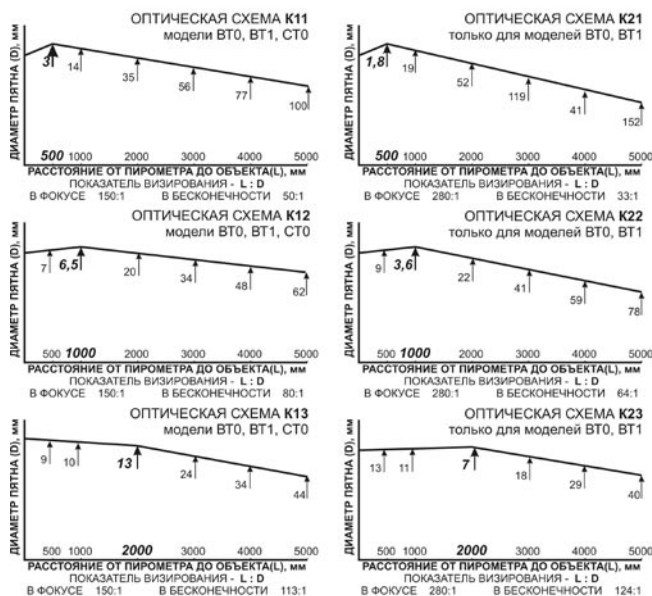 ОПТИЧЕСКАЯ СХЕМА К11
модели ВТ0, ВТ1, СТ0
ДИАМЕТР ПЯТНА (D), мм
3
14
35
56
77
100
500 1000 2000 3000 4000 5000
РАССТОЯНИЕ ОТ ПИРОМЕТРА ДО ОБЪЕКТА(L), мм
ПОКАЗАТЕЛЬ ВИЗИРОВАНИЯ - L : D
В ФОКУСЕ 150:1 В БЕСКОНЕЧНОСТИ 50:1
ОПТИЧЕСКАЯ СХЕМА К21
только для моделей ВТ0, ВТ1
ДИАМЕТР ПЯТНА (D), мм
1,8
19
52
119
41
152
500 1000 2000 3000 4000 5000
РАССТОЯНИЕ ОТ ПИРОМЕТРА ДО ОБЪЕКТА(L), мм
ПОКАЗАТЕЛЬ ВИЗИРОВАНИЯ - L : D
В ФОКУСЕ 280:1 В БЕСКОНЕЧНОСТИ 33:1
ОПТИЧЕСКАЯ СХЕМА К12
модели ВТ0, ВТ1, СТ0
ДИАМЕТР ПЯТНА (D), мм
7
6,5
20
34
48
62
500 1000 2000 3000 4000 5000
РАССТОЯНИЕ ОТ ПИРОМЕТРА ДО ОБЪЕКТА(L), мм
ПОКАЗАТЕЛЬ ВИЗИРОВАНИЯ - L : D
В ФОКУСЕ 150:1 В БЕСКОНЕЧНОСТИ 80:1
ОПТИЧЕСКАЯ СХЕМА К22
только для моделей ВТ0, ВТ1
ДИАМЕТР ПЯТНА (D), мм
9
3,6
22
41
59
78
500 1000 2000 3000 4000 5000
РАССТОЯНИЕ ОТ ПИРОМЕТРА ДО ОБЪЕКТА(L), мм
ПОКАЗАТЕЛЬ ВИЗИРОВАНИЯ - L : D
В ФОКУСЕ 280:1 В БЕСКОНЕЧНОСТИ 64:1
ОПТИЧЕСКАЯ СХЕМА К13
модели ВТ0, ВТ1, СТ0
ДИАМЕТР ПЯТНА (D), мм
9
10
13
24
34
44
500 1000 2000 3000 4000 5000
РАССТОЯНИЕ ОТ ПИРОМЕТРА ДО ОБЪЕКТА(L), мм
ПОКАЗАТЕЛЬ ВИЗИРОВАНИЯ - L : D
В ФОКУСЕ 150:1 В БЕСКОНЕЧНОСТИ 113:1
ОПТИЧЕСКАЯ СХЕМА К23
только для моделей ВТ0, ВТ1
ДИАМЕТР ПЯТНА (D), мм
13
11
7
18
29
40
500 1000 2000 3000 4000 5000
РАССТОЯНИЕ ОТ ПИРОМЕТРА ДО ОБЪЕКТА(L), мм
ПОКАЗАТЕЛЬ ВИЗИРОВАНИЯ - L : D
В ФОКУСЕ 280:1 В БЕСКОНЕЧНОСТИ 124:1